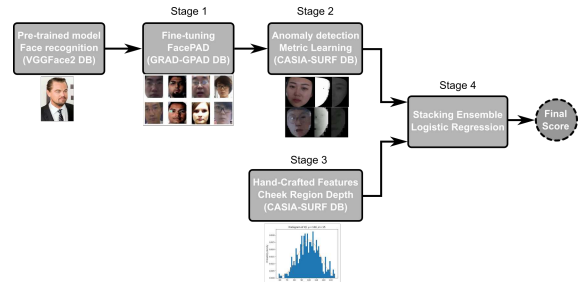 Stage 1
Stage 2
Pre-trained model
Face recognition
(VGGFace2 DB)
Fine-tuning
FacePAD
(GRAD-GPAD DB)
Anomaly detection
Metric Learning
(CASIA-SURF DB)
Stage 4
Stacking Ensemble
Logistic Regression
Final
Score
Stage 3
Hand-Crafted Features
Cheek Region Depth
(CASIA-SURF DB)